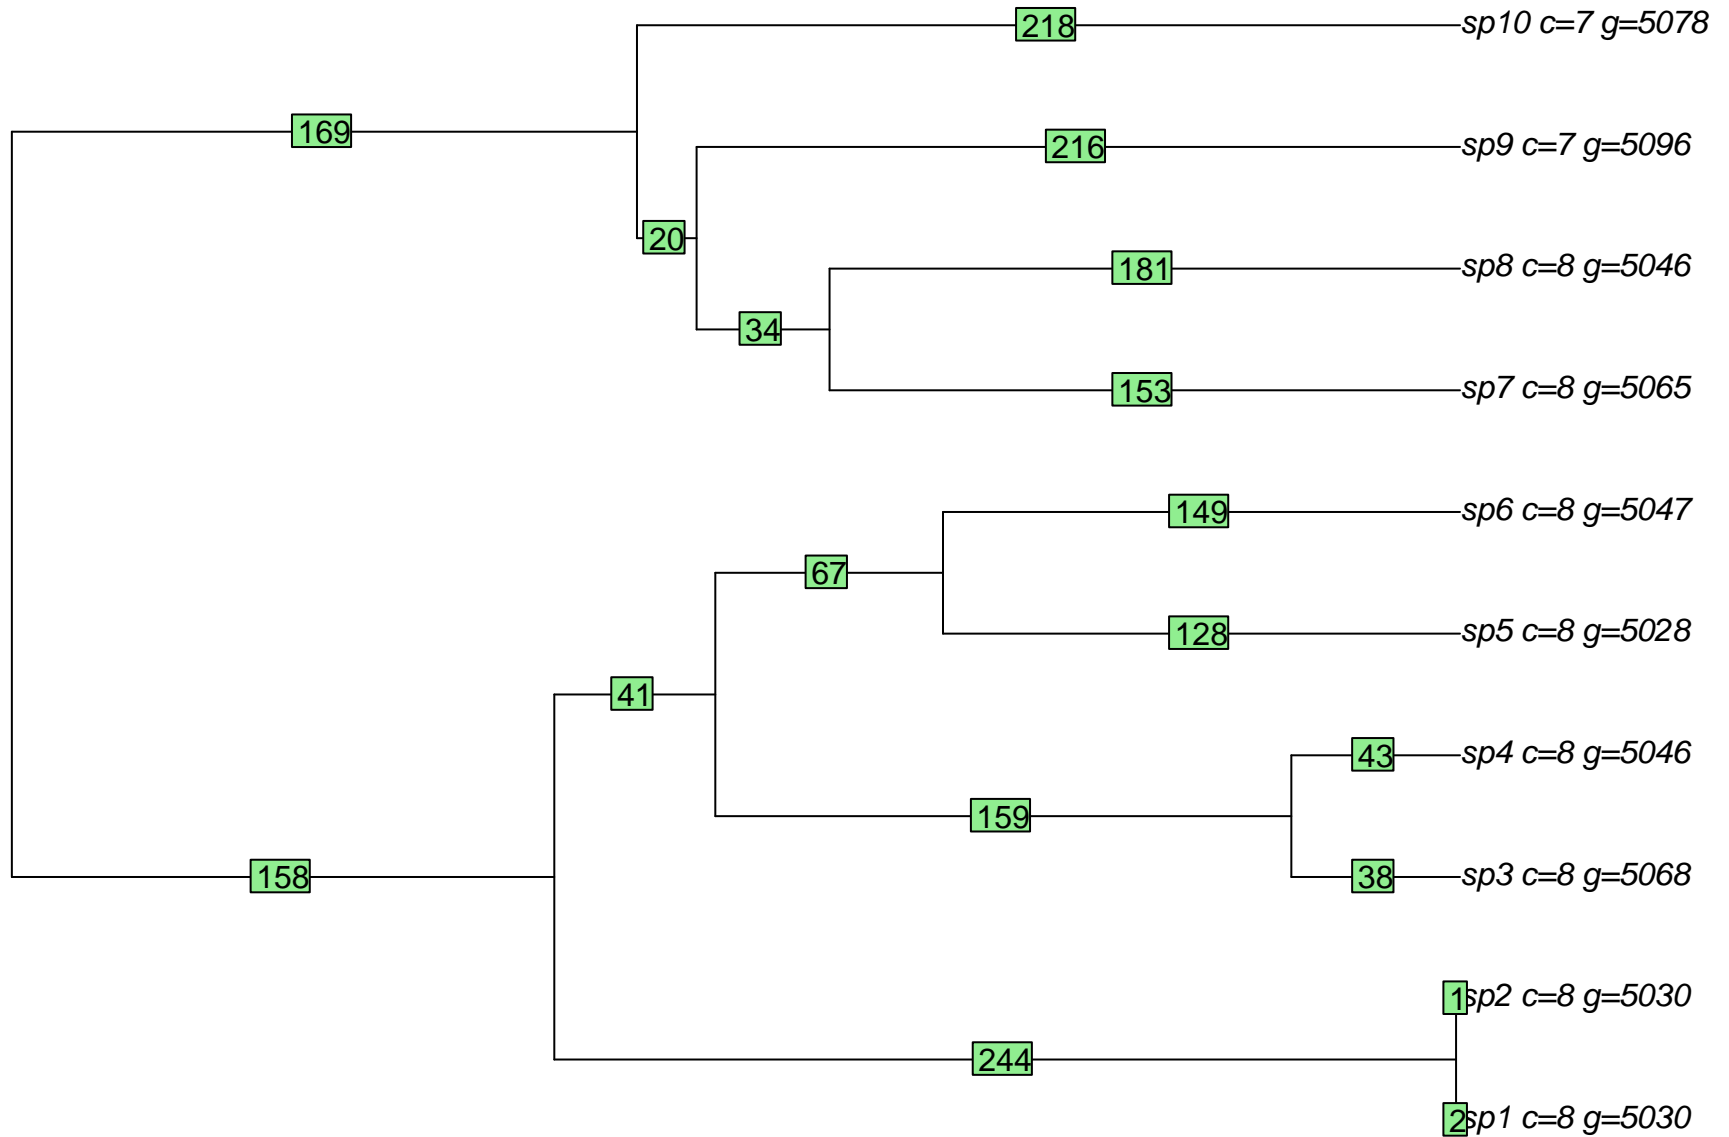 218 sp10 c=7 g=5078
169
216 sp9 c=7 g=5096
20
181 sp8 c=8 g=5046
34
153 sp7 c=8 g=5065
149 sp6 c=8 g=5047
67
128 sp5 c=8 g=5028
41
43 sp4 c=8 g=5046
159
158
38 sp3 c=8 g=5068
1 sp2 c=8 g=5030
244
2 sp1 c=8 g=5030